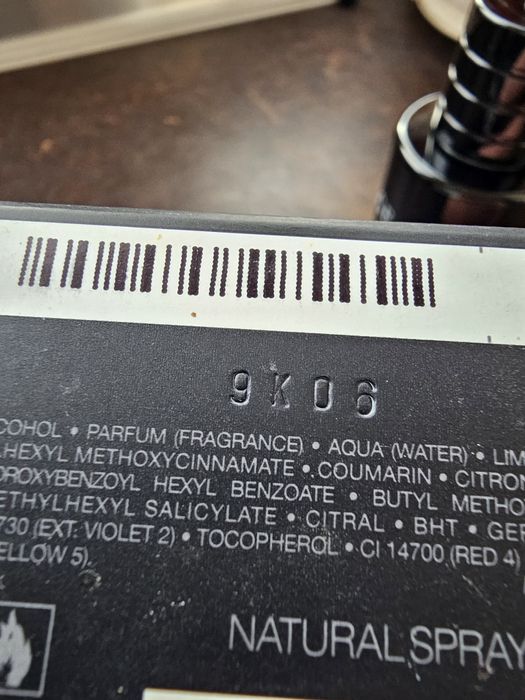 9K06
COHOL • PARFUM (FRAGRANCE) • AQUA (WATER) • LIM
LHEXYL METHOXYCINNAMATE • COUMARIN • CITRON
DROXYBENZOYL HEXYL BENZOATE • BUTYL METHO
ETHYLHEXYL SALICYLATE • CITRAL • BHT • GER
730 (EXT. VIOLET 2) • TOCOPHEROL • CI 14700 (RED 4)
ELLOW 5)
NATURAL SPRAY